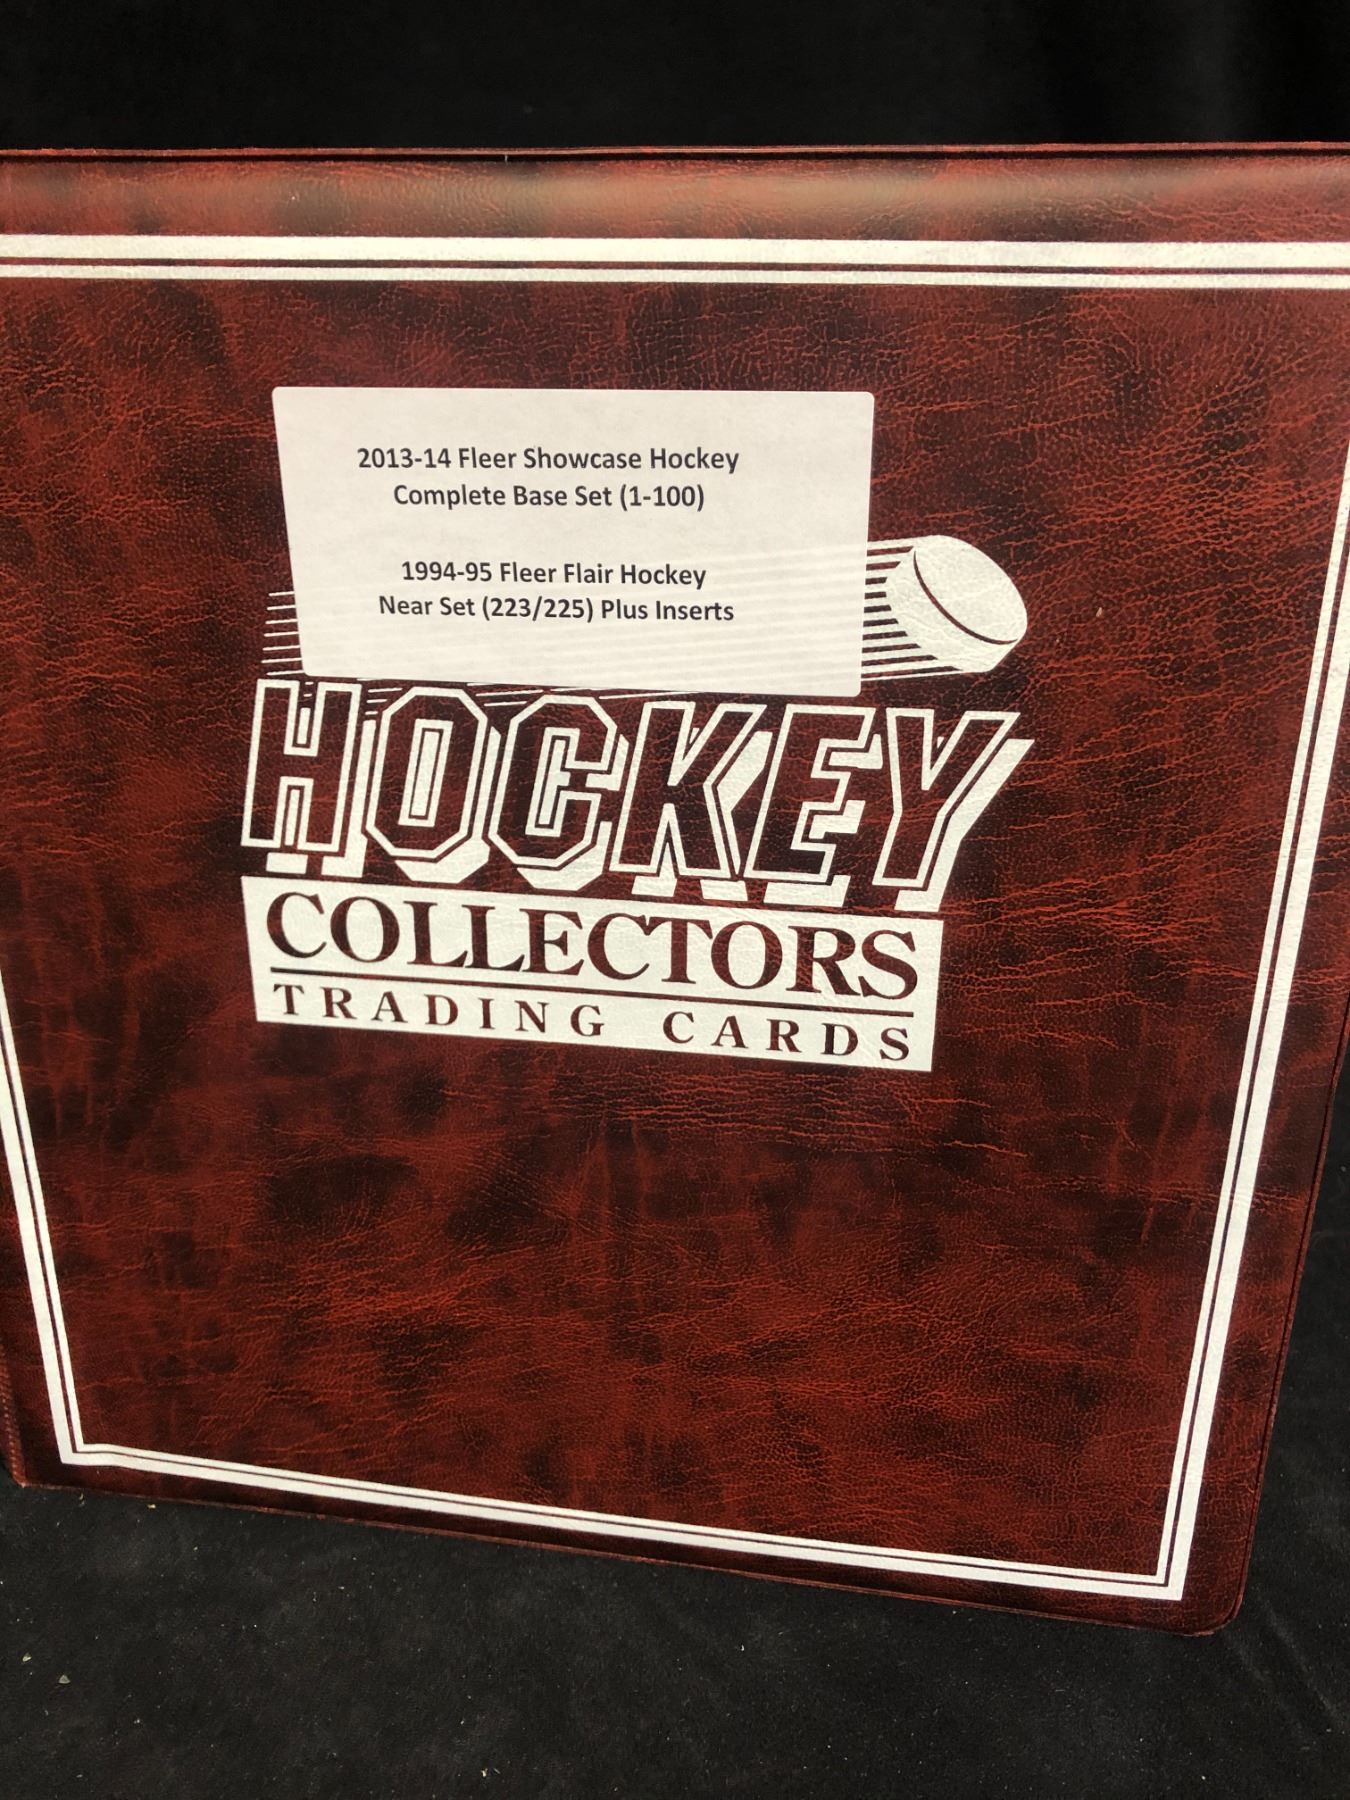 2013-14 Fleer Showcase Hockey
Complete Base Set (1-100)
1994-95 Fleer Flair Hockey
Near Set (223/225) Plus Inserts
HOCKEY
COLLECTORS
TRADING CARDS